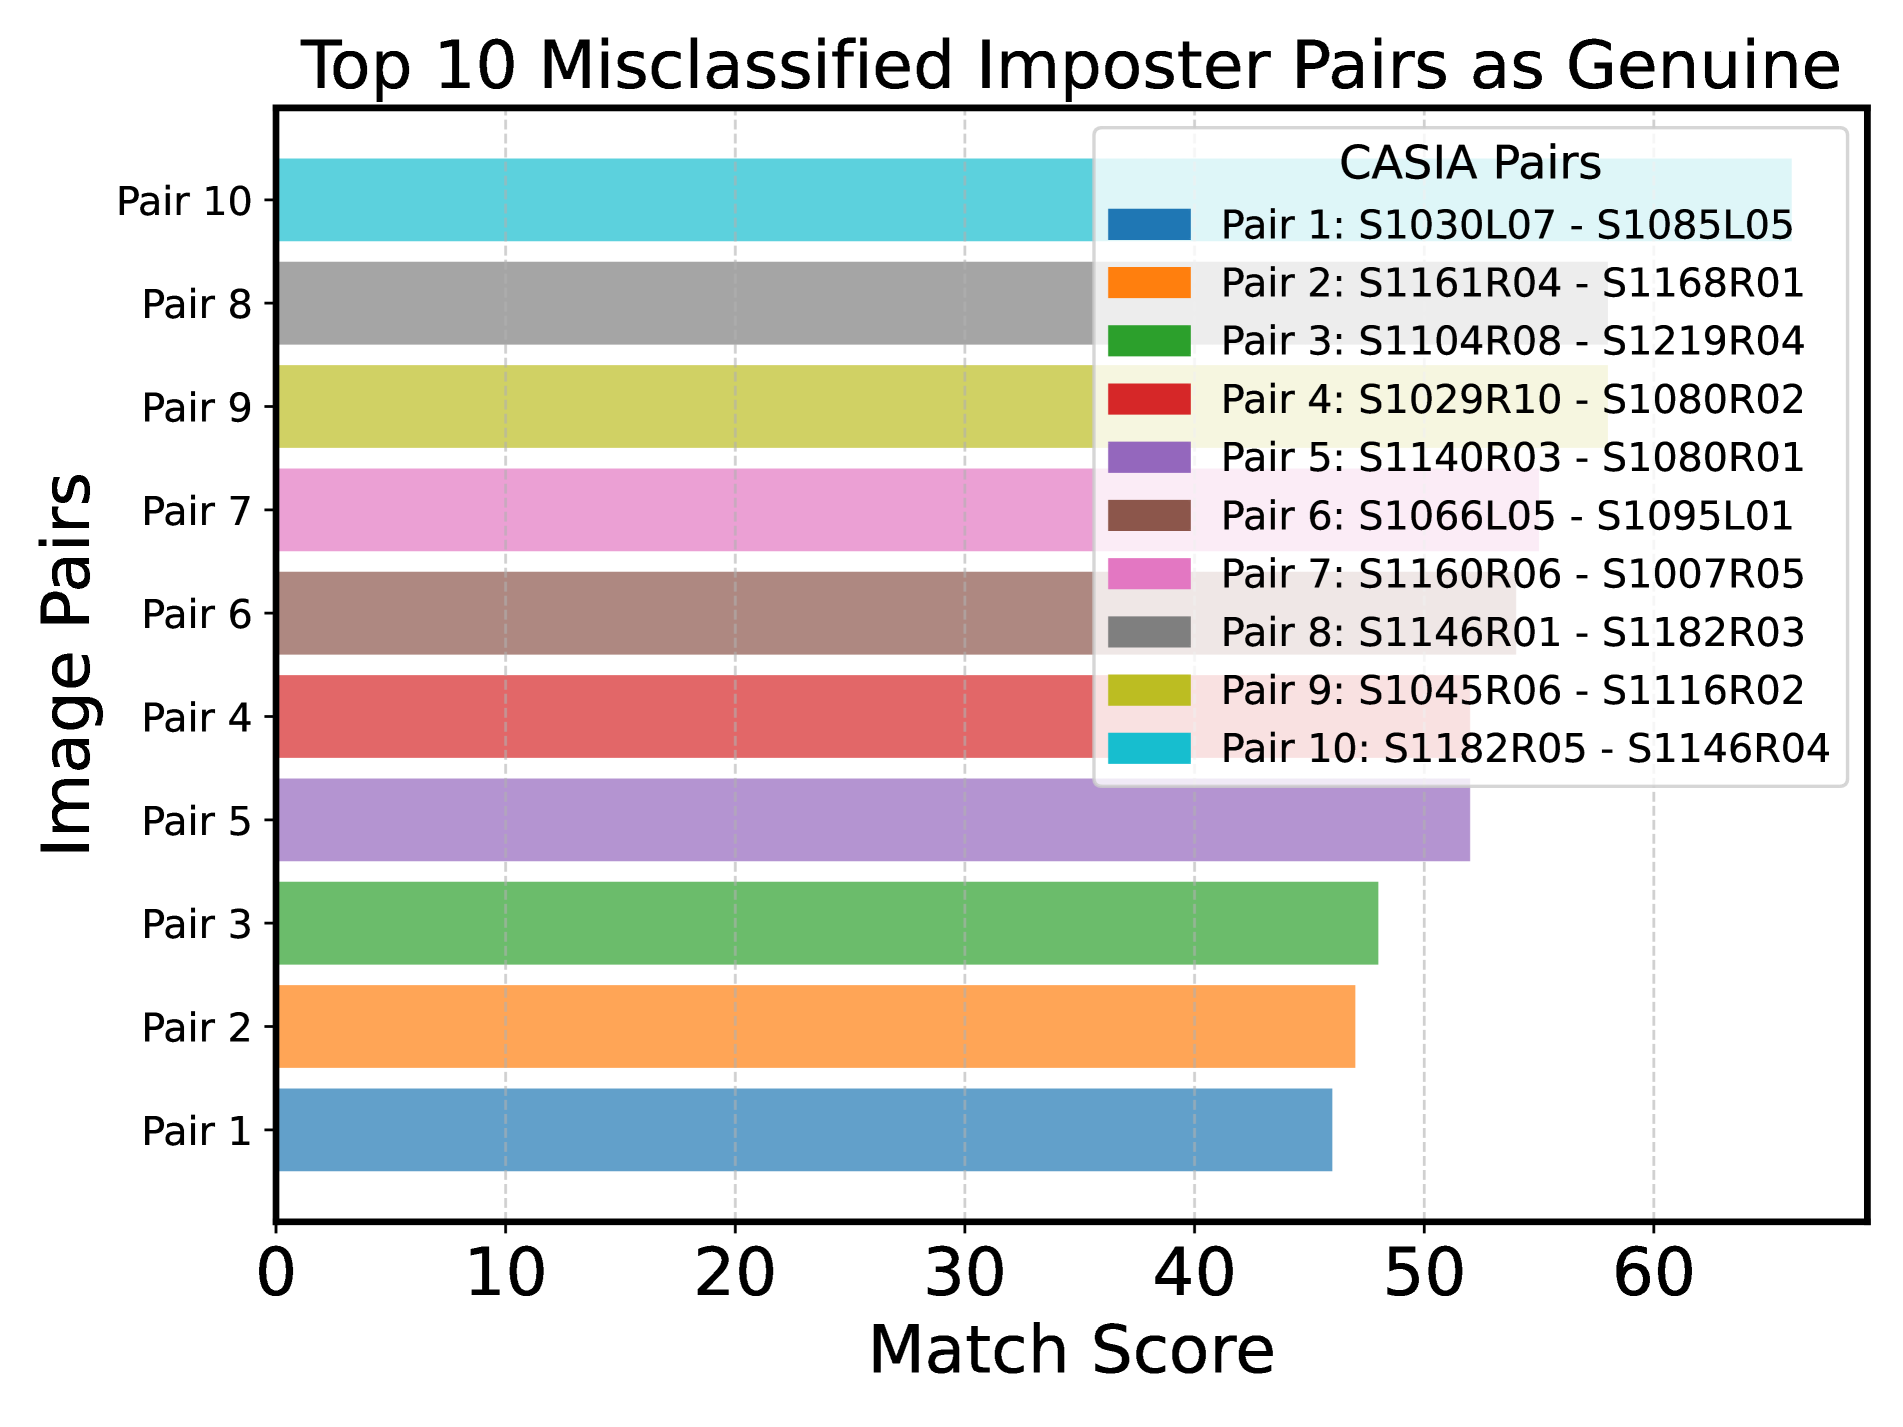 Top 10 Misclassified Imposter Pairs as Genuine
CASIA Pairs
Pair 1: S1030L07 - S1085L05
Pair 2: S1161R04 - S1168R01
Pair 3: S1104R08 - S1219R04
Pair 4: S1029R10 - S1080R02
Pair 5: S1140R03 - S1080R01
Pair 6: S1066L05 - S1095L01
Pair 7: S1160R06 - S1007R05
Pair 8: S1146R01 - S1182R03
Pair 9: S1045R06 - S1116R02
Pair 10: S1182R05 - S1146R04
Image Pairs
Pair 10
Pair 8
Pair 9
Pair 7
Pair 6
Pair 4
Pair 5
Pair 3
Pair 2
Pair 1
0 10 20 30 40 50 60
Match Score